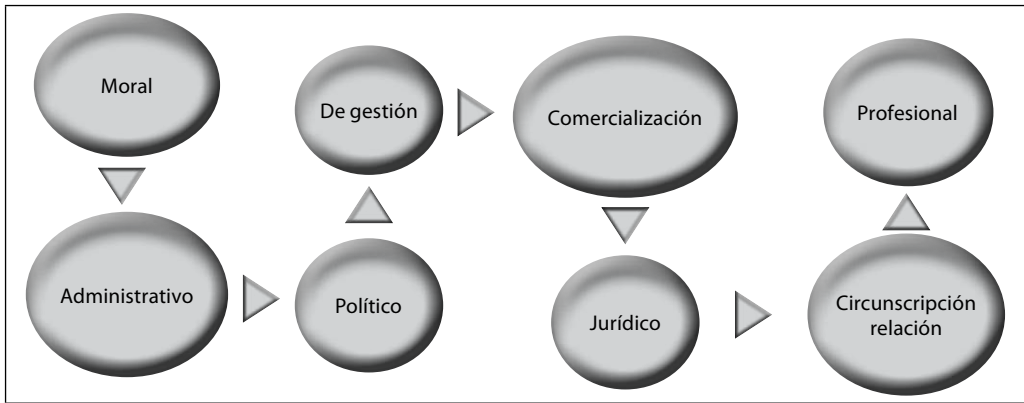 Moral
Administrativo
Político
De gestión
Comercialización
Jurídico
Circunscripción
relación
Profesional